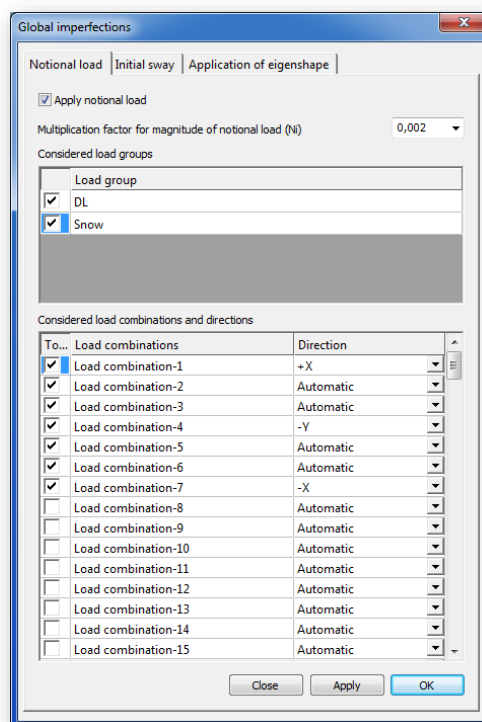 Global imperfections
Notional load Initial sway Application of eigenshape
Apply notional load
Multiplication factor for magnitude of notional load (Ni) 0,002
Considered load groups
Load group
DL
Snow
Considered load combinations and directions
To... Load combinations Direction
Load combination-1 +X
Load combination-2 Automatic
Load combination-3 Automatic
Load combination-4 -Y
Load combination-5 Automatic
Load combination-6 Automatic
Load combination-7 -X
Load combination-8 Automatic
Load combination-9 Automatic
Load combination-10 Automatic
Load combination-11 Automatic
Load combination-12 Automatic
Load combination-13 Automatic
Load combination-14 Automatic
Load combination-15 Automatic
Close Apply OK